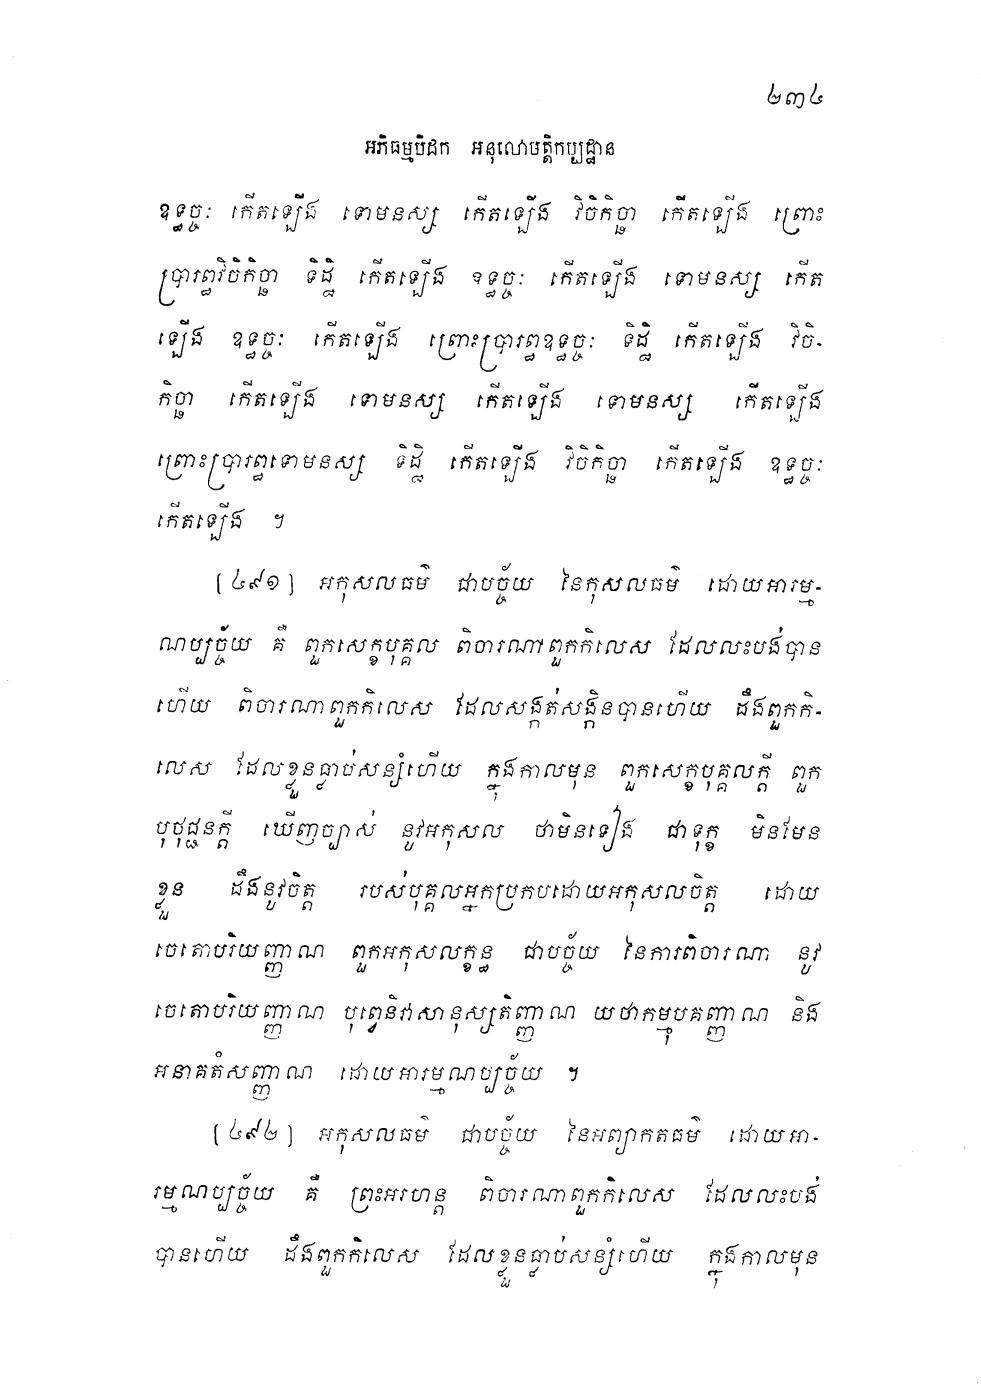 ២៣៤
អភិធម្មបិដក អនុលោមត្តិកប្បដ្ឋាន
ឧទ្ធច្ចៈ កើតឡើង ទោមនស្ស កើតឡើង វិចិកិច្ឆា កើតឡើង ព្រោះ
ប្រារព្ធវិចិកិច្ឆា ទិដ្ឋិ កើតឡើង ឧទ្ធច្ចៈ កើតឡើង ទោមនស្ស កើត
ឡើង ឧទ្ធច្ចៈ កើតឡើង ព្រោះប្រារព្ធឧទ្ធច្ចៈ ទិដ្ឋិ កើតឡើង វិចិ-
កិច្ឆា កើតឡើង ទោមនស្ស កើតឡើង ទោមនស្ស កើតឡើង
ព្រោះប្រារព្ធទោមនស្ស ទិដ្ឋិ កើតឡើង វិចិកិច្ឆា កើតឡើង ឧទ្ធច្ចៈ
កើតឡើង ។
[៤៩១] អកុសលធម៌ ជាបច្ច័យ នៃកុសលធម៌ ដោយអារម្ម-
ណប្បច្ច័យ គឺ ពួកសេក្ខបុគ្គល ពិចារណាពួកកិលេស ដែលលះបង់បាន
ហើយ ពិចារណាពួកកិលេស ដែលសង្កត់សង្កិនបានហើយ ដឹងពួកកិ-
លេស ដែលខ្លួនធ្លាប់សន្សំហើយ ក្នុងកាលមុន ពួកសេក្ខបុគ្គលក្តី ពួក
បុថុជ្ជនក្តី ឃើញច្បាស់ នូវអកុសល ថាមិនទៀង ជាទុក្ខ មិនមែន
ខ្លួន ដឹងនូវចិត្ត របស់បុគ្គលអ្នកប្រកបដោយអកុសលចិត្ត ដោយ
ចេតោបរិយញ្ញាណ ពួកអកុសលក្ខន្ធ ជាបច្ច័យ នៃការពិចារណា នូវ
ចេតោបរិយញ្ញាណ បុព្វេនិវាសានុស្សតិញ្ញាណ យថាកម្មុបគញ្ញាណ និង
អនាគតំសញ្ញាណ ដោយអារម្មណប្បច្ច័យ ។
[៤៩២] អកុសលធម៌ ជាបច្ច័យ នៃអព្យាកតធម៌ ដោយអា-
រម្មណប្បច្ច័យ គឺ ព្រះអរហន្ត ពិចារណាពួកកិលេស ដែលលះបង់
បានហើយ ដឹងពួកកិលេស ដែលខ្លួនធ្លាប់សន្សំហើយ ក្នុងកាលមុន